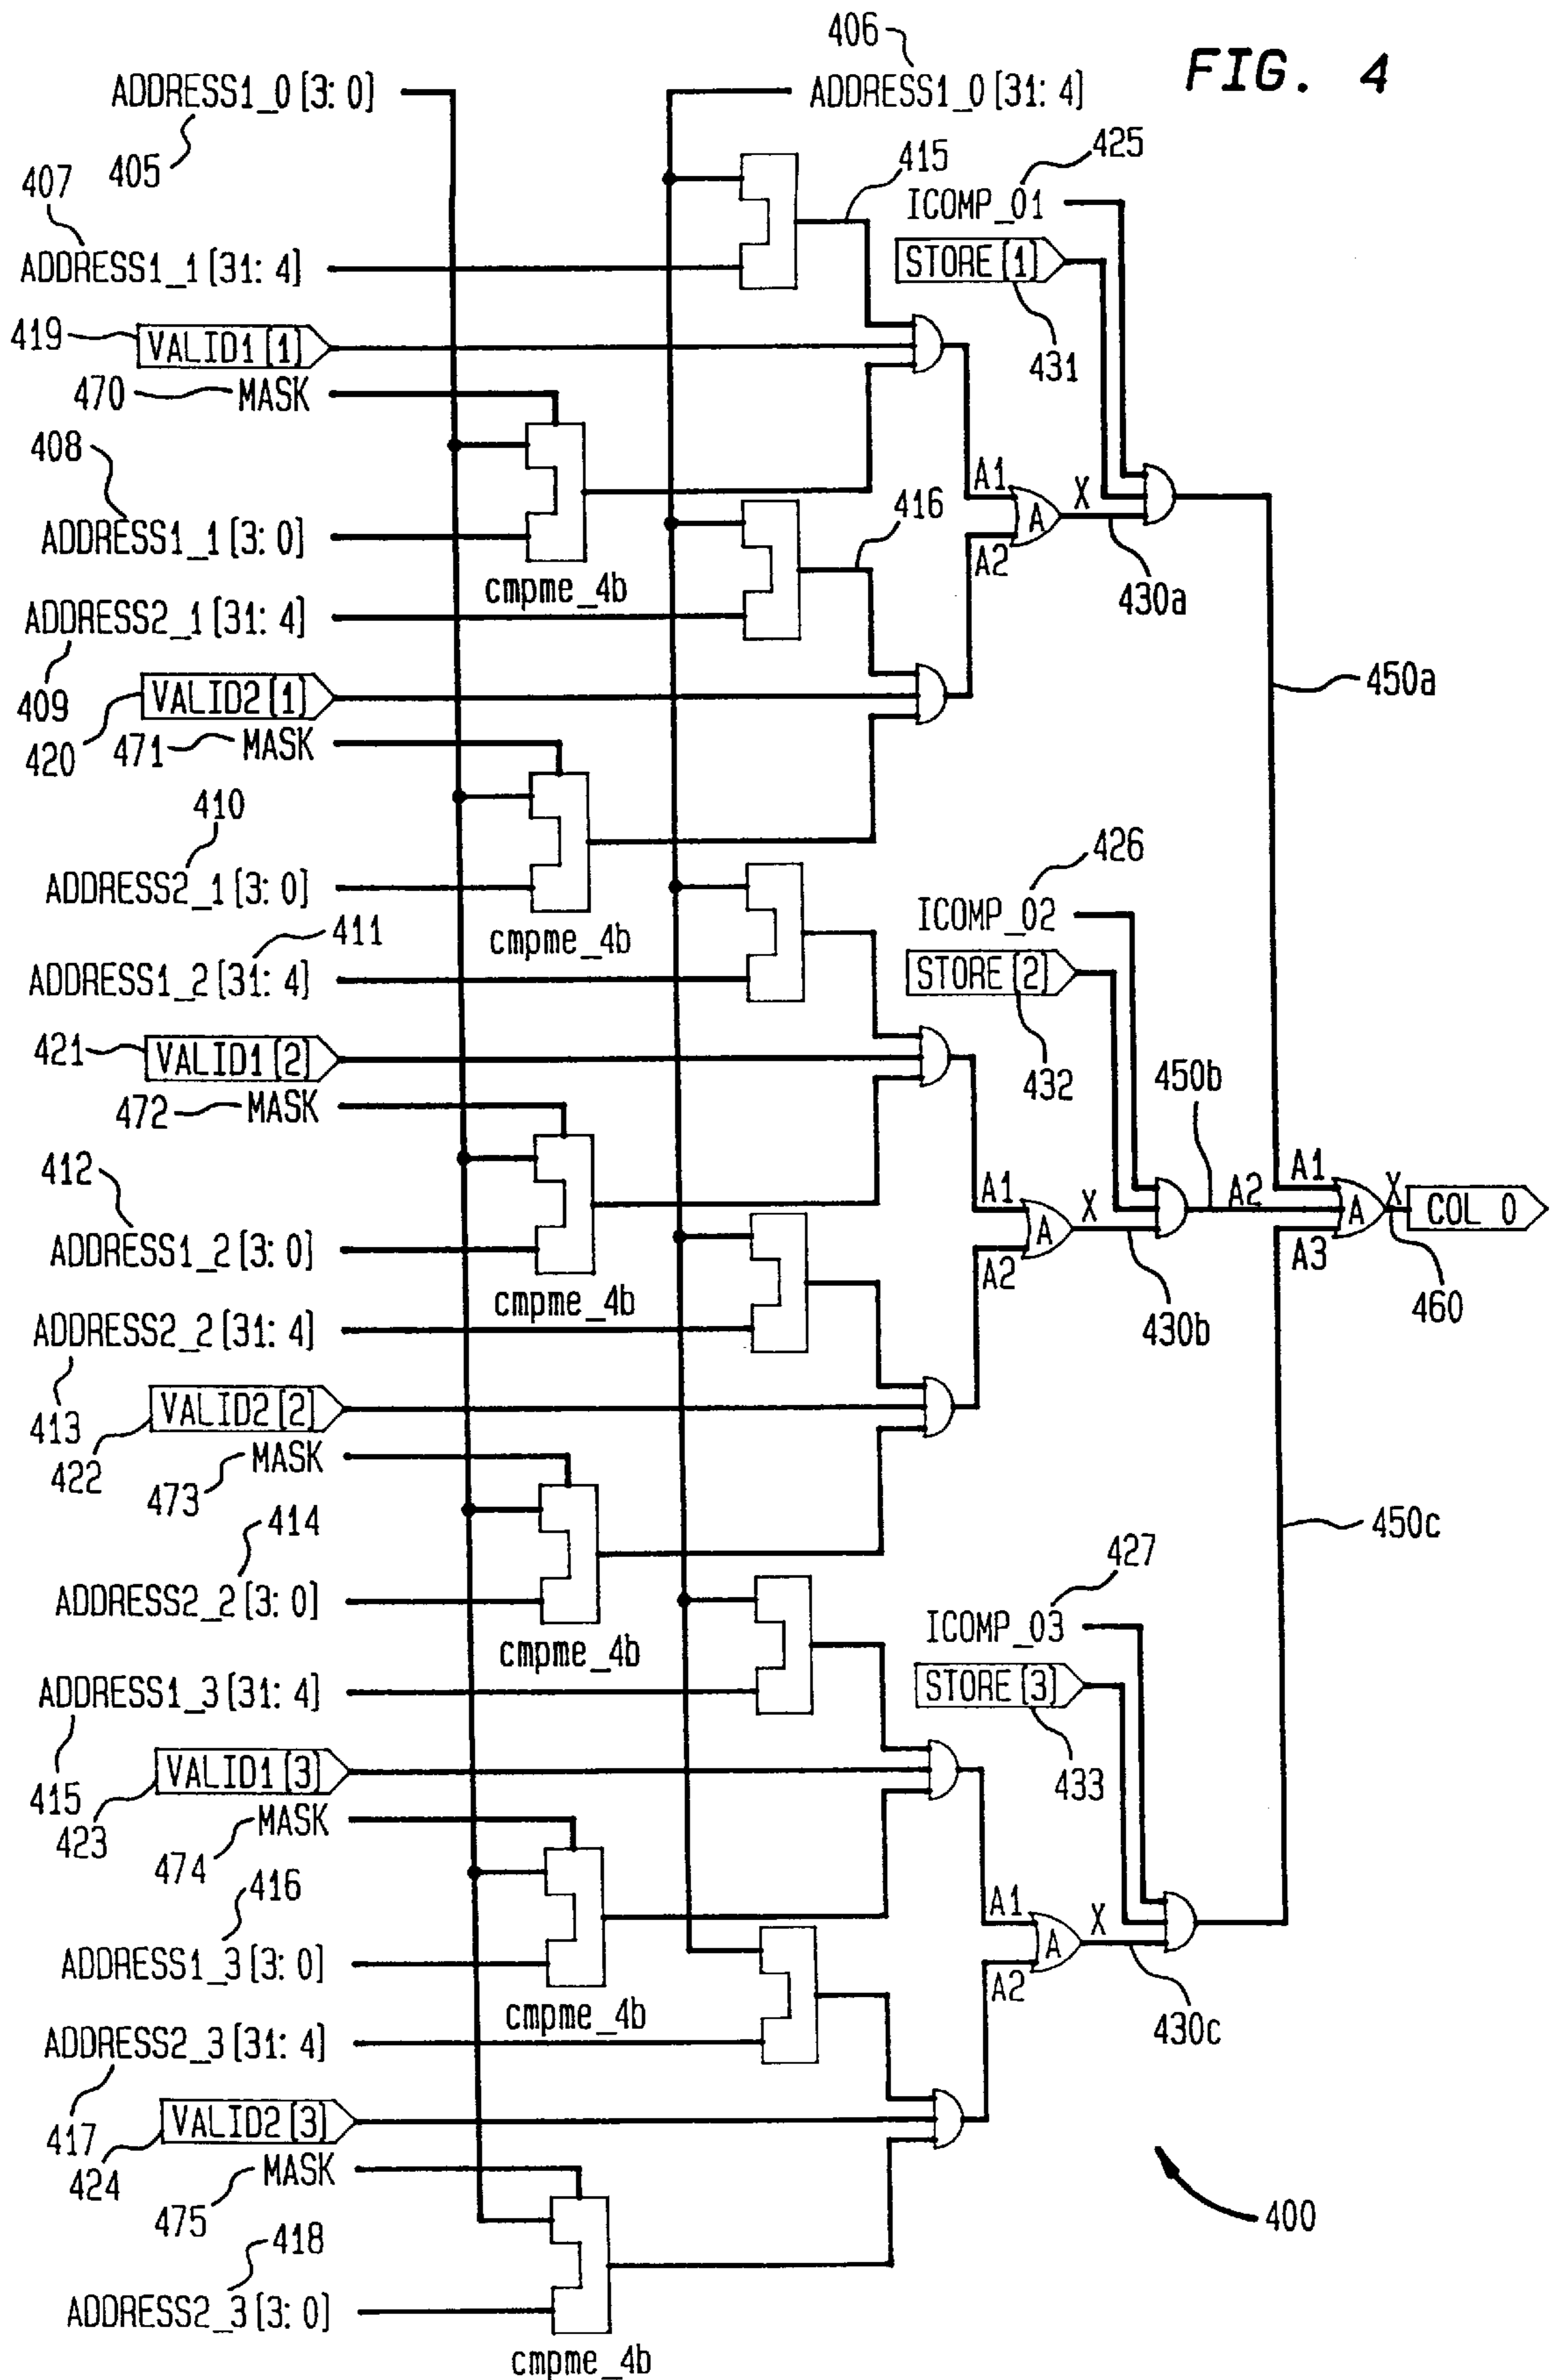 FIG. 4
406
ADDRESS1_0 [3: 0]
ADDRESS1_0 [31: 4]
405
407
415
425
ICOMP_01
ADDRESS1_1 [31: 4]
STORE [1]
431
419
VALID1 [1]
470
MASK
408
ADDRESS1_1 [3: 0]
cmpme_4b
416
A1
A2
A
X
430a
ADDRESS2_1 [31: 4]
409
VALID2 [1]
420
471
MASK
450a
410
ADDRESS2_1 [3: 0]
cmpme_4b
411
ADDRESS1_2 [31: 4]
426
ICOMP_02
STORE [2]
432
421
VALID1 [2]
472
MASK
450b
412
ADDRESS1_2 [3: 0]
cmpme_4b
A1
A2
A
X
430b
A1
A2
A3
A
X
COL 0
460
ADDRESS2_2 [31: 4]
413
VALID2 [2]
422
473
MASK
414
ADDRESS2_2 [3: 0]
cmpme_4b
450c
427
ICOMP_03
STORE [3]
433
ADDRESS1_3 [31: 4]
415
VALID1 [3]
423
MASK
474
416
ADDRESS1_3 [3: 0]
cmpme_4b
A1
A2
A
X
430c
ADDRESS2_3 [31: 4]
417
VALID2 [3]
424
MASK
475
418
ADDRESS2_3 [3: 0]
cmpme_4b
400